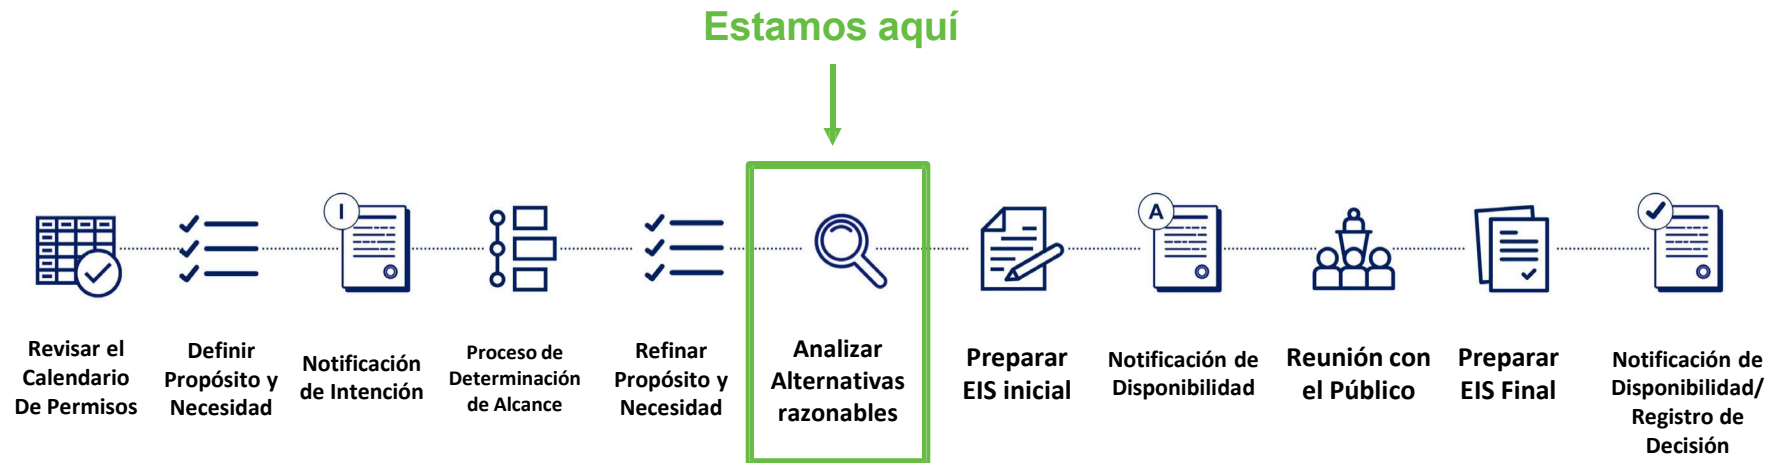 Estamos aquí
I
A
Revisar el
Calendario
De Permisos
Definir
Propósito y
Necesidad
Notificación
de Intención
Proceso de
Determinación
de Alcance
Refinar
Propósito y
Necesidad
Analizar
Alternativas
razonables
Preparar
EIS inicial
Notificación de
Disponibilidad
Reunión con
el Público
Preparar
EIS Final
Notificación de
Disponibilidad/
Registro de
Decisión